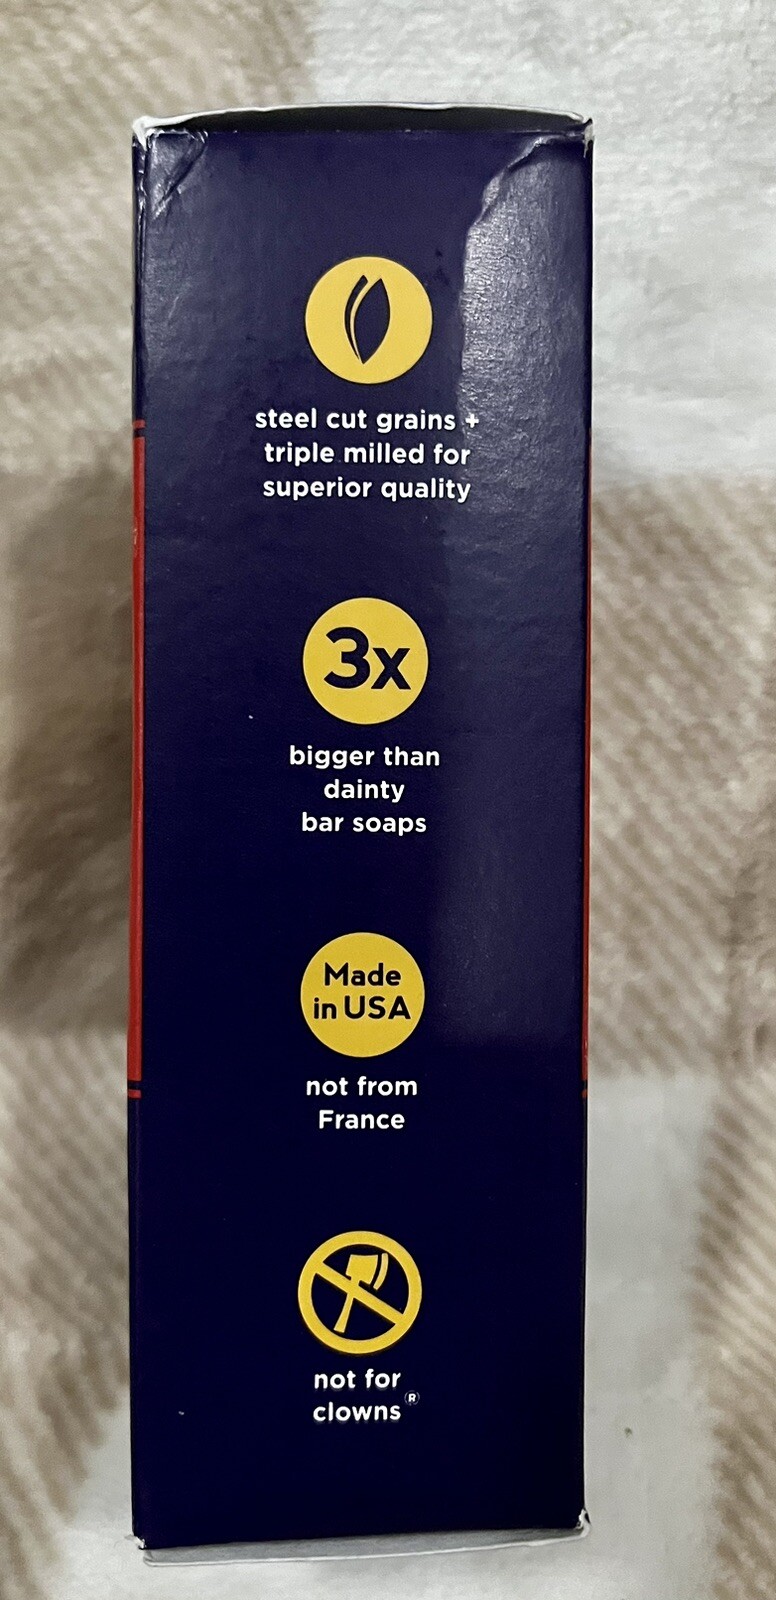 steel cut grains +
triple milled for
superior quality
3x
bigger than
dainty
bar soaps
Made
in USA
not from
France
not for
clowns®